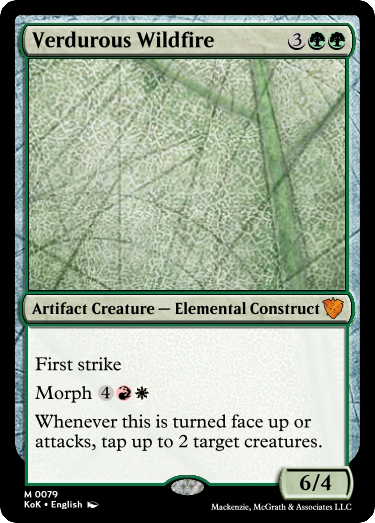 Verdurous Wildfire 3
Artifact Creature — Elemental Construct
First strike
Morph 4
Whenever this is turned face up or
attacks, tap up to 2 target creatures.
6/4
M 0079
KoK • English
Mackenzie, McGrath & Associates LLC